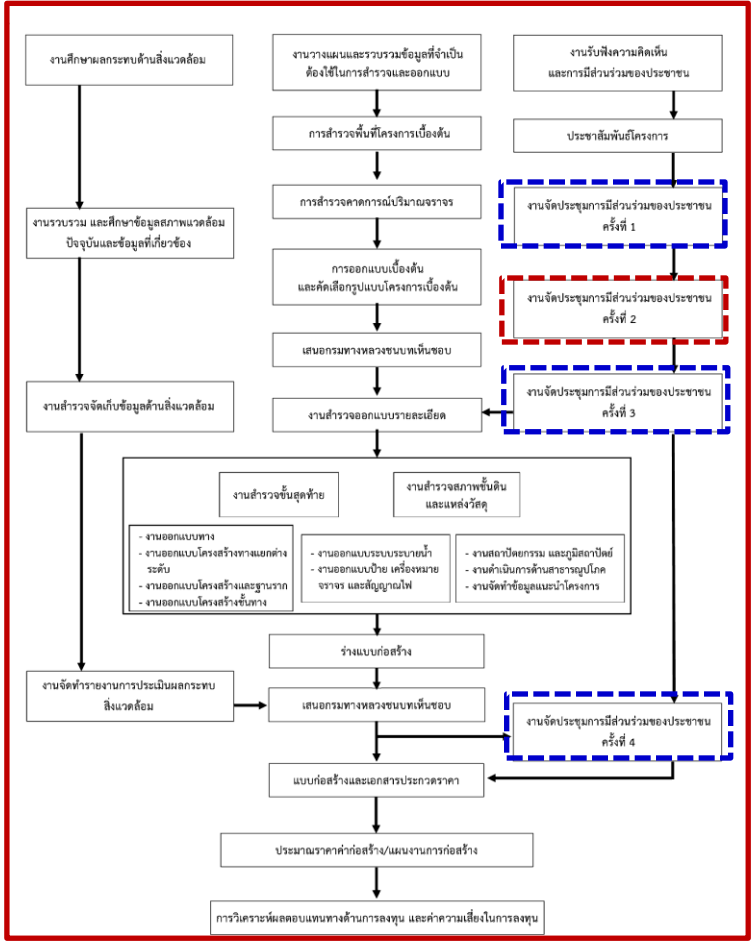 งานศึกษาผลกระทบด้านสิ่งแวดล้อม
งานวางแผนและรวบรวมข้อมูลที่จำเป็น
ต้องใช้ในการสำรวจและออกแบบ
งานรับฟังความคิดเห็น
และการมีส่วนร่วมของประชาชน
การสำรวจพื้นที่โครงการเบื้องต้น
ประชาสัมพันธ์โครงการ
การสำรวจคาดการณ์ปริมาณจราจร
งานจัดประชุมการมีส่วนร่วมของประชาชน
ครั้งที่ 1
งานรวบรวม และศึกษาข้อมูลสภาพแวดล้อม
ปัจจุบันและข้อมูลที่เกี่ยวข้อง
การออกแบบเบื้องต้น
และคัดเลือกรูปแบบโครงการเบื้องต้น
งานจัดประชุมการมีส่วนร่วมของประชาชน
ครั้งที่ 2
เสนอกรมทางหลวงชนบทเห็นชอบ
งานสำรวจจัดเก็บข้อมูลด้านสิ่งแวดล้อม
งานสำรวจออกแบบรายละเอียด
งานจัดประชุมการมีส่วนร่วมของประชาชน
ครั้งที่ 3
งานสำรวจขั้นสุดท้าย
งานสำรวจสภาพชั้นดิน
และแหล่งวัสดุ
- งานออกแบบทาง
- งานออกแบบโครงสร้างทางแยกต่าง
ระดับ
- งานออกแบบโครงสร้างและฐานราก
- งานออกแบบโครงสร้างชั้นทาง
- งานออกแบบระบบระบายน้ำ
- งานออกแบบป้าย เครื่องหมาย
จราจร และสัญญาณไฟ
- งานสถาปัตยกรรม และภูมิสถาปัตย์
- งานดำเนินการด้านสาธารณูปโภค
- งานจัดทำข้อมูลแนะนำโครงการ
ร่างแบบก่อสร้าง
งานจัดทำรายงานการประเมินผลกระทบ
สิ่งแวดล้อม
เสนอกรมทางหลวงชนบทเห็นชอบ
งานจัดประชุมการมีส่วนร่วมของประชาชน
ครั้งที่ 4
แบบก่อสร้างและเอกสารประกวดราคา
ประมาณราคาค่าก่อสร้าง/แผนงานการก่อสร้าง
การวิเคราะห์ผลตอบแทนทางด้านการลงทุน และค่าความเสี่ยงในการลงทุน